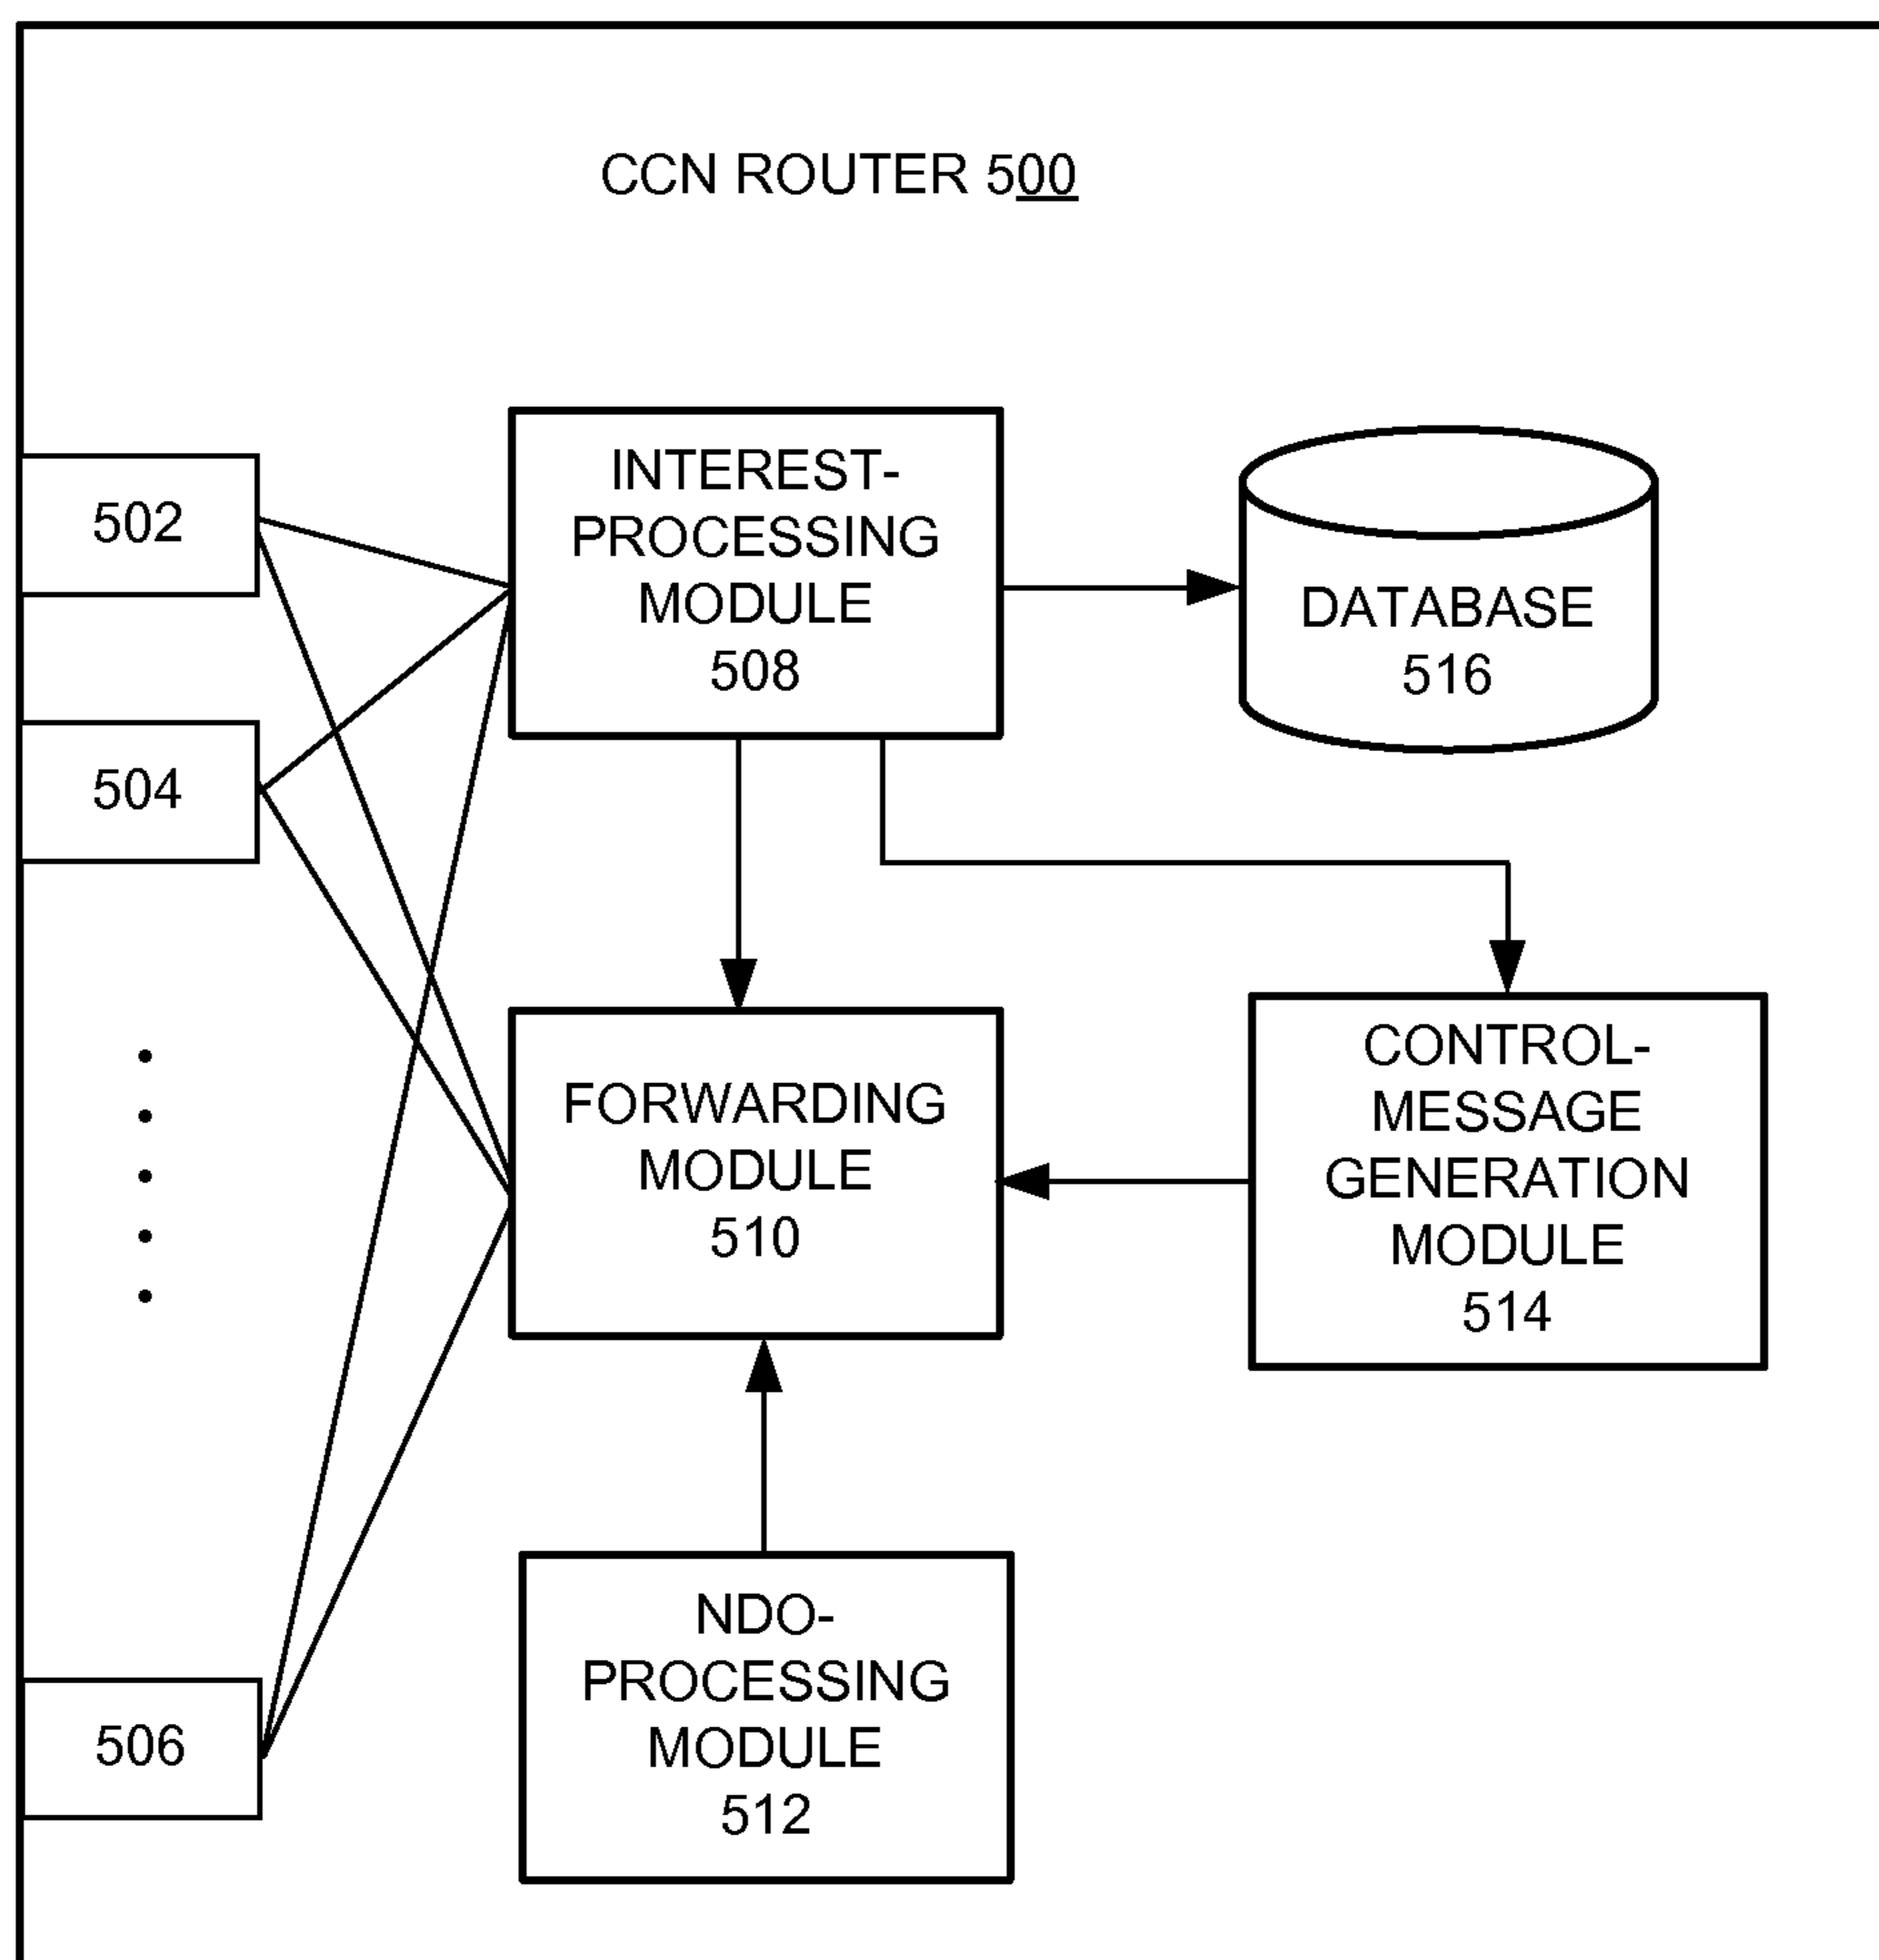 CCN ROUTER 500
502
504
506
INTEREST-
PROCESSING
MODULE
508
DATABASE
516
FORWARDING
MODULE
510
CONTROL-
MESSAGE
GENERATION
MODULE
514
NDO-
PROCESSING
MODULE
512